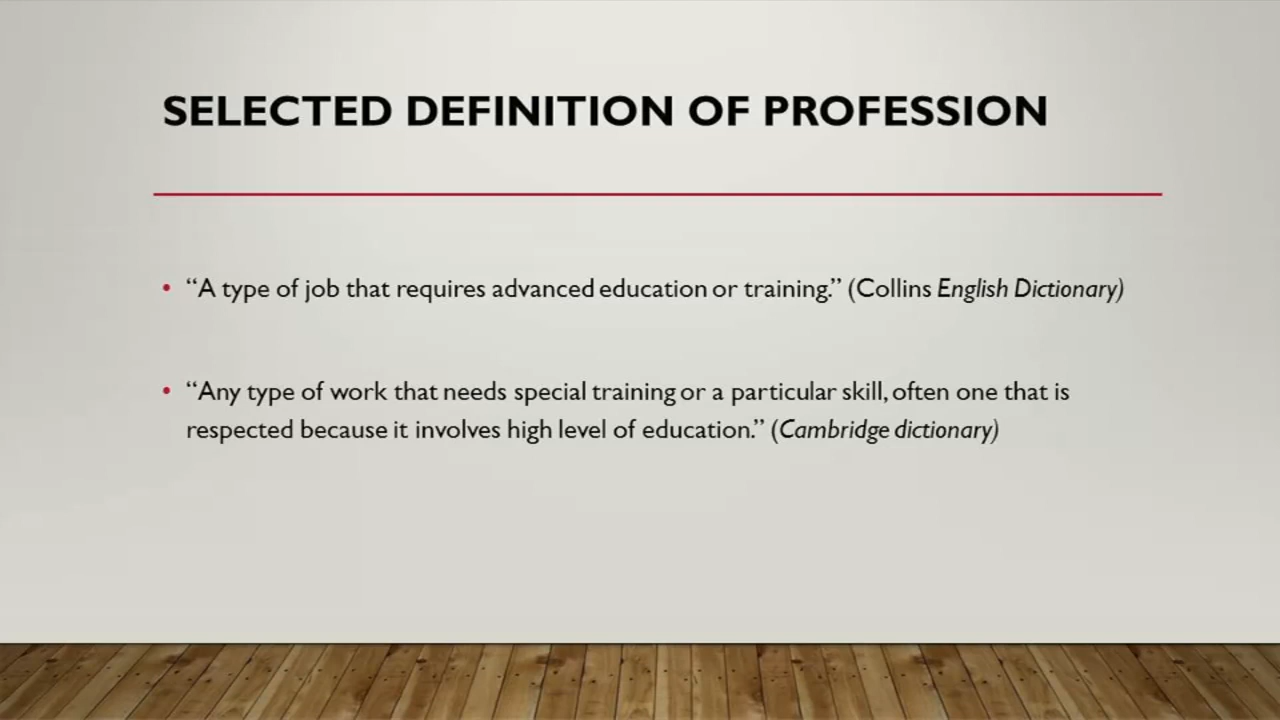 SELECTED DEFINITION OF PROFESSION
• “A type of job that requires advanced education or training.” (Collins English Dictionary)
• “Any type of work that needs special training or a particular skill, often one that is
respected because it involves high level of education.” (Cambridge dictionary)